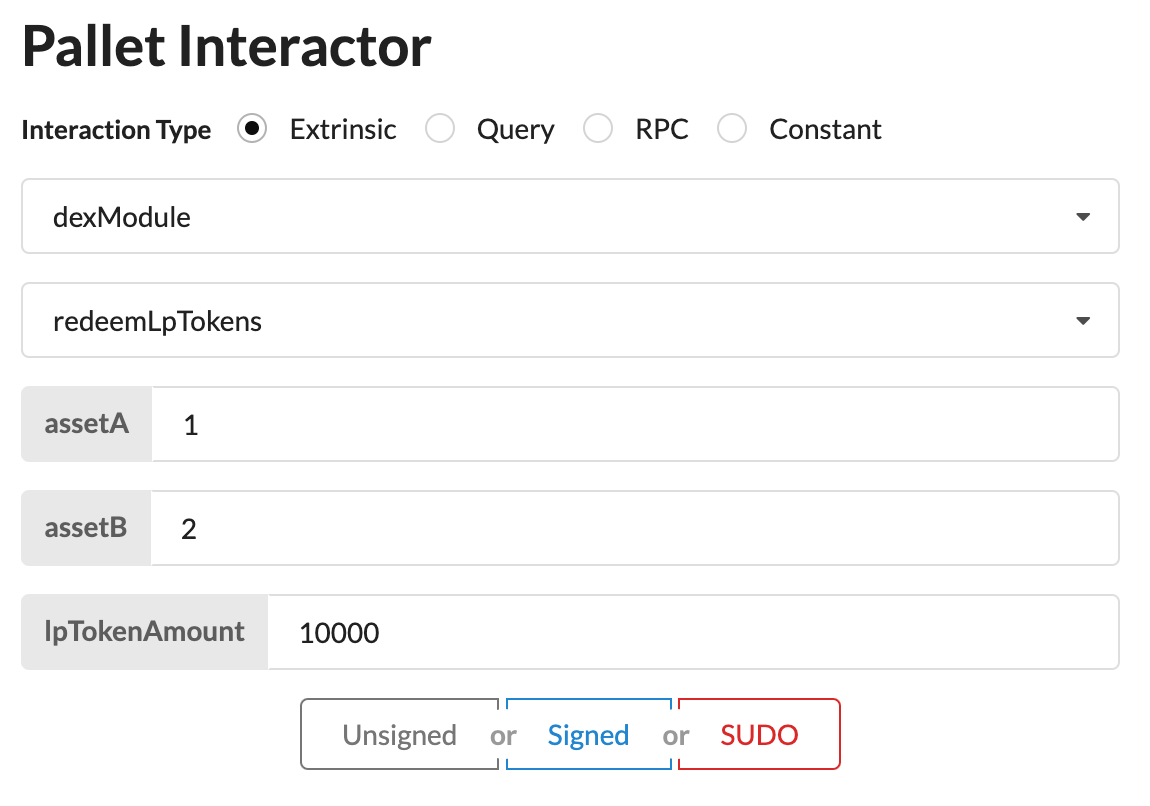 Pallet Interactor
Interaction Type Extrinsic Query RPC Constant
dexModule
redeemLpTokens
assetA 1
assetB 2
lpTokenAmount 10000
Unsigned or Signed or SUDO